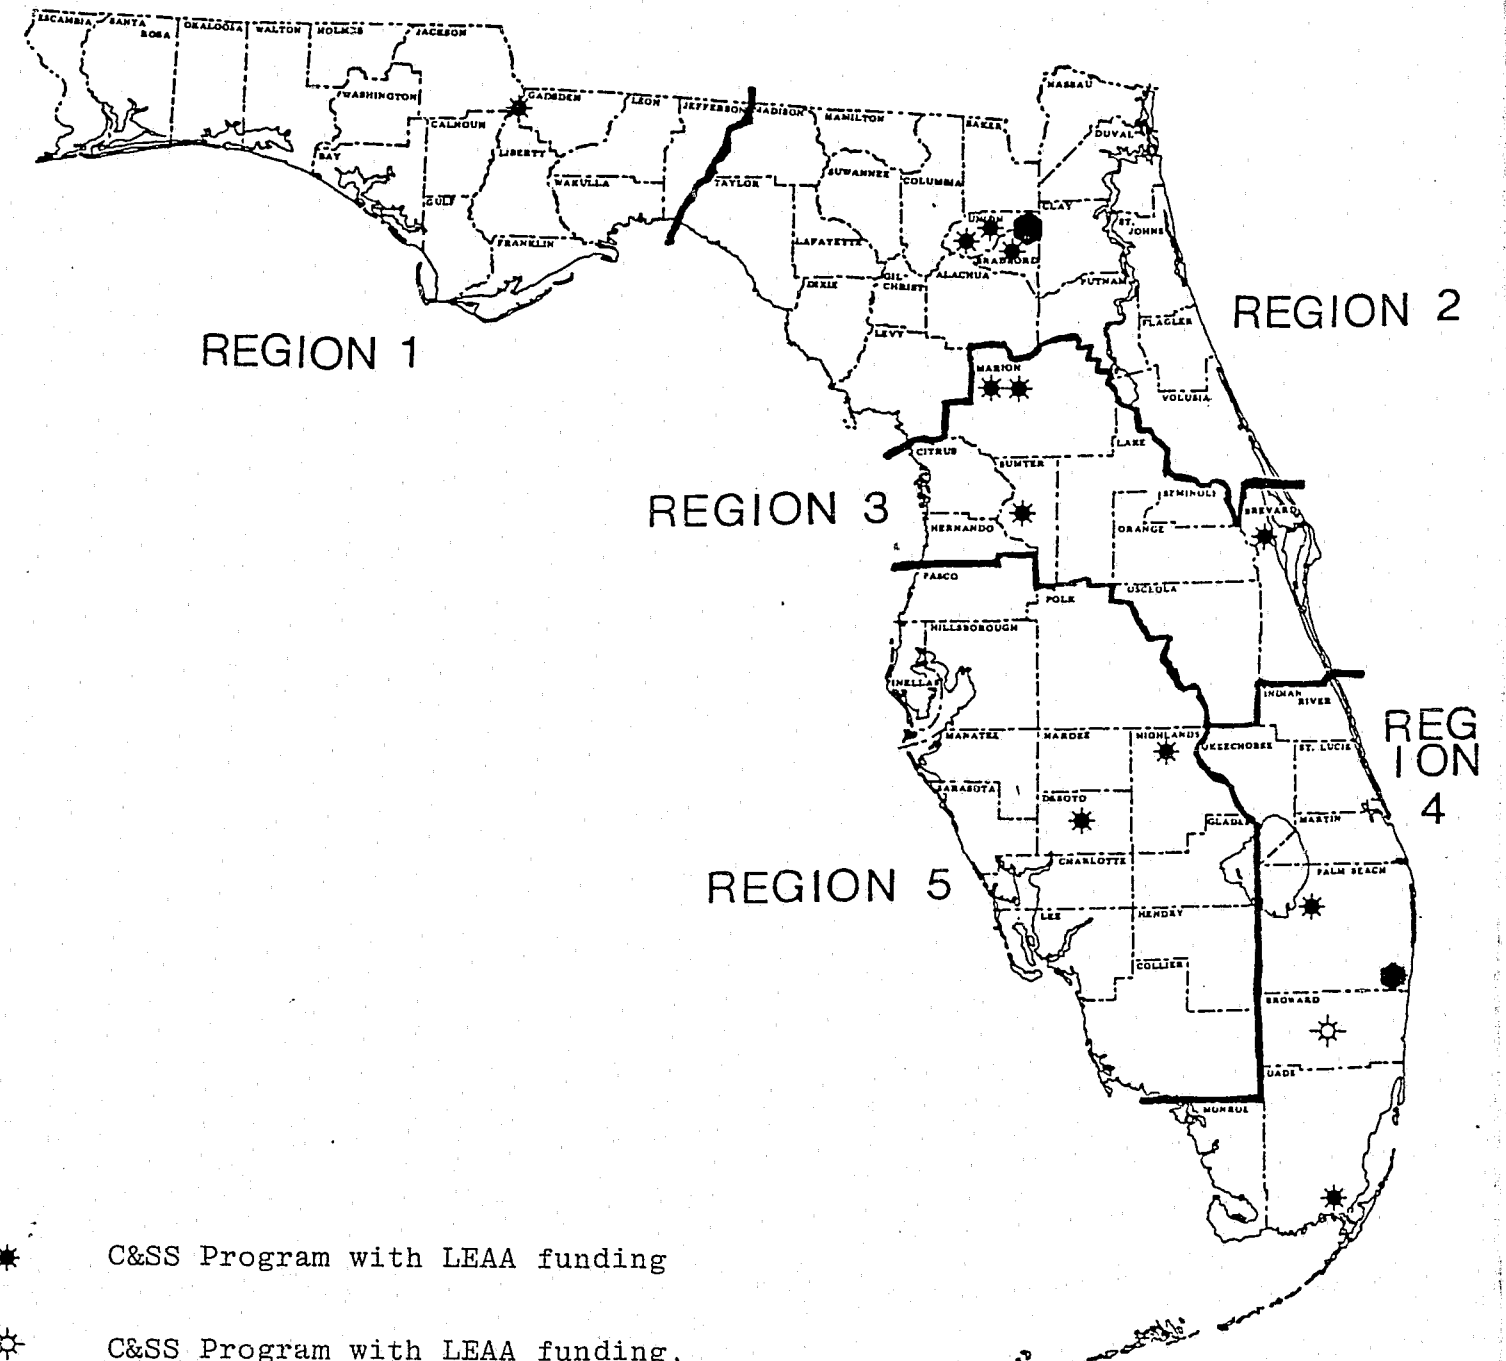 ESCAMBIA
SANTA
ROSA
OKALOOSA
WALTON
HOLMES
JACKSON
WASHINGTON
GADSDEN
LEON
JEFFERSON
MADISON
HAMILTON
BAKER
NASSAU
DUVAL
CALHOUN
BAY
LIBERTY
WAKULLA
TAYLOR
SUWANNEE
COLUMBIA
GULF
FRANKLIN
LAFAYETTE
UNION
CLAY
ST.
JOHNS
BRADFORD
ALACHUA
PUTNAM
DIXIE
GIL-
CHRIST
FLAGLER
LEVY
REGION 1
REGION 2
MARION
VOLUSIA
LAKE
CITRUS
SUMTER
SEMINOLE
REGION 3
HERNANDO
ORANGE
BREVARD
PASCO
POLK
OSCEOLA
HILLSBOROUGH
PINELLAS
INDIAN
RIVER
REG
ION
4
MANATEE
HARDEE
HIGHLANDS
OKEECHOBEE
ST. LUCIE
SARASOTA
DESOTO
GLADES
MARTIN
REGION 5
CHARLOTTE
PALM BEACH
LEE
HENDRY
COLLIER
BROWARD
DADE
MONROE
C&SS Program with LEAA funding
C&SS Program with LEAA funding.